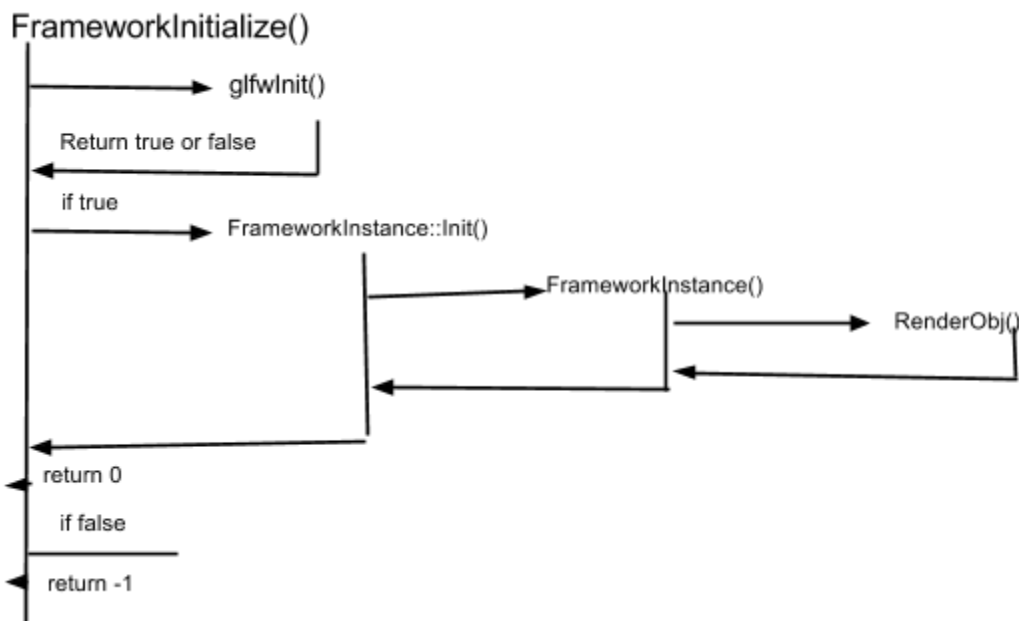 FrameworkInitialize()
glfwInit()
Return true or false
if true
FrameworkInstance::Init()
FrameworkInstance()
RenderObj()
return 0
if false
return -1